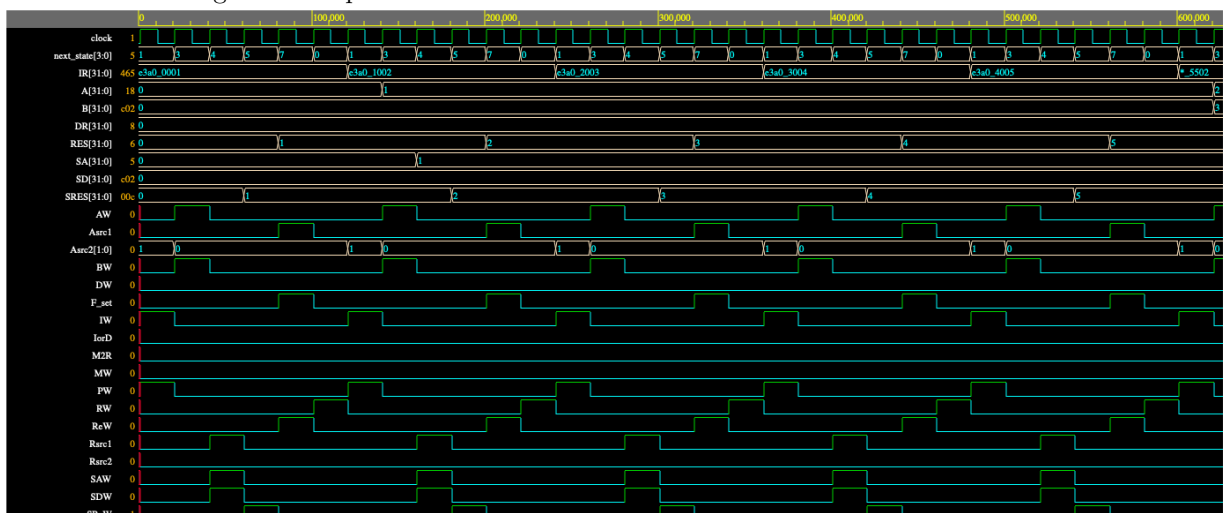 0 100,000 200,000 300,000 400,000 500,000 600,000
clock 1
next_state[3:0] 5 1 3 4 5 7 0 1 3 4 5 7 0 1 3 4 5 7 0 1 3 4 5 7 0 1 3 4 5 7 0 1 3
IR[31:0] 465 e3a0_0001 e3a0_1002 e3a0_2003 e3a0_3004 e3a0_4005 *_5502
A[31:0] 18 0 1 2
B[31:0] c02 0 3
DR[31:0] 8 0
RES[31:0] 6 0 1 2 3 4 5
SA[31:0] 5 0 1
SD[31:0] c02 0
SRES[31:0] 00c 0 1 2 3 4 5
AW 0
Asrc1 0
Asrc2[1:0] 0 1 0 1 0 1 0 1 0 1 0 1 0
BW 0
DW 0
F_set 0
IW 0
IorD 0
M2R 0
MW 0
PW 0
RW 0
ReW 0
Rsrc1 0
Rsrc2 0
SAW 0
SDW 0